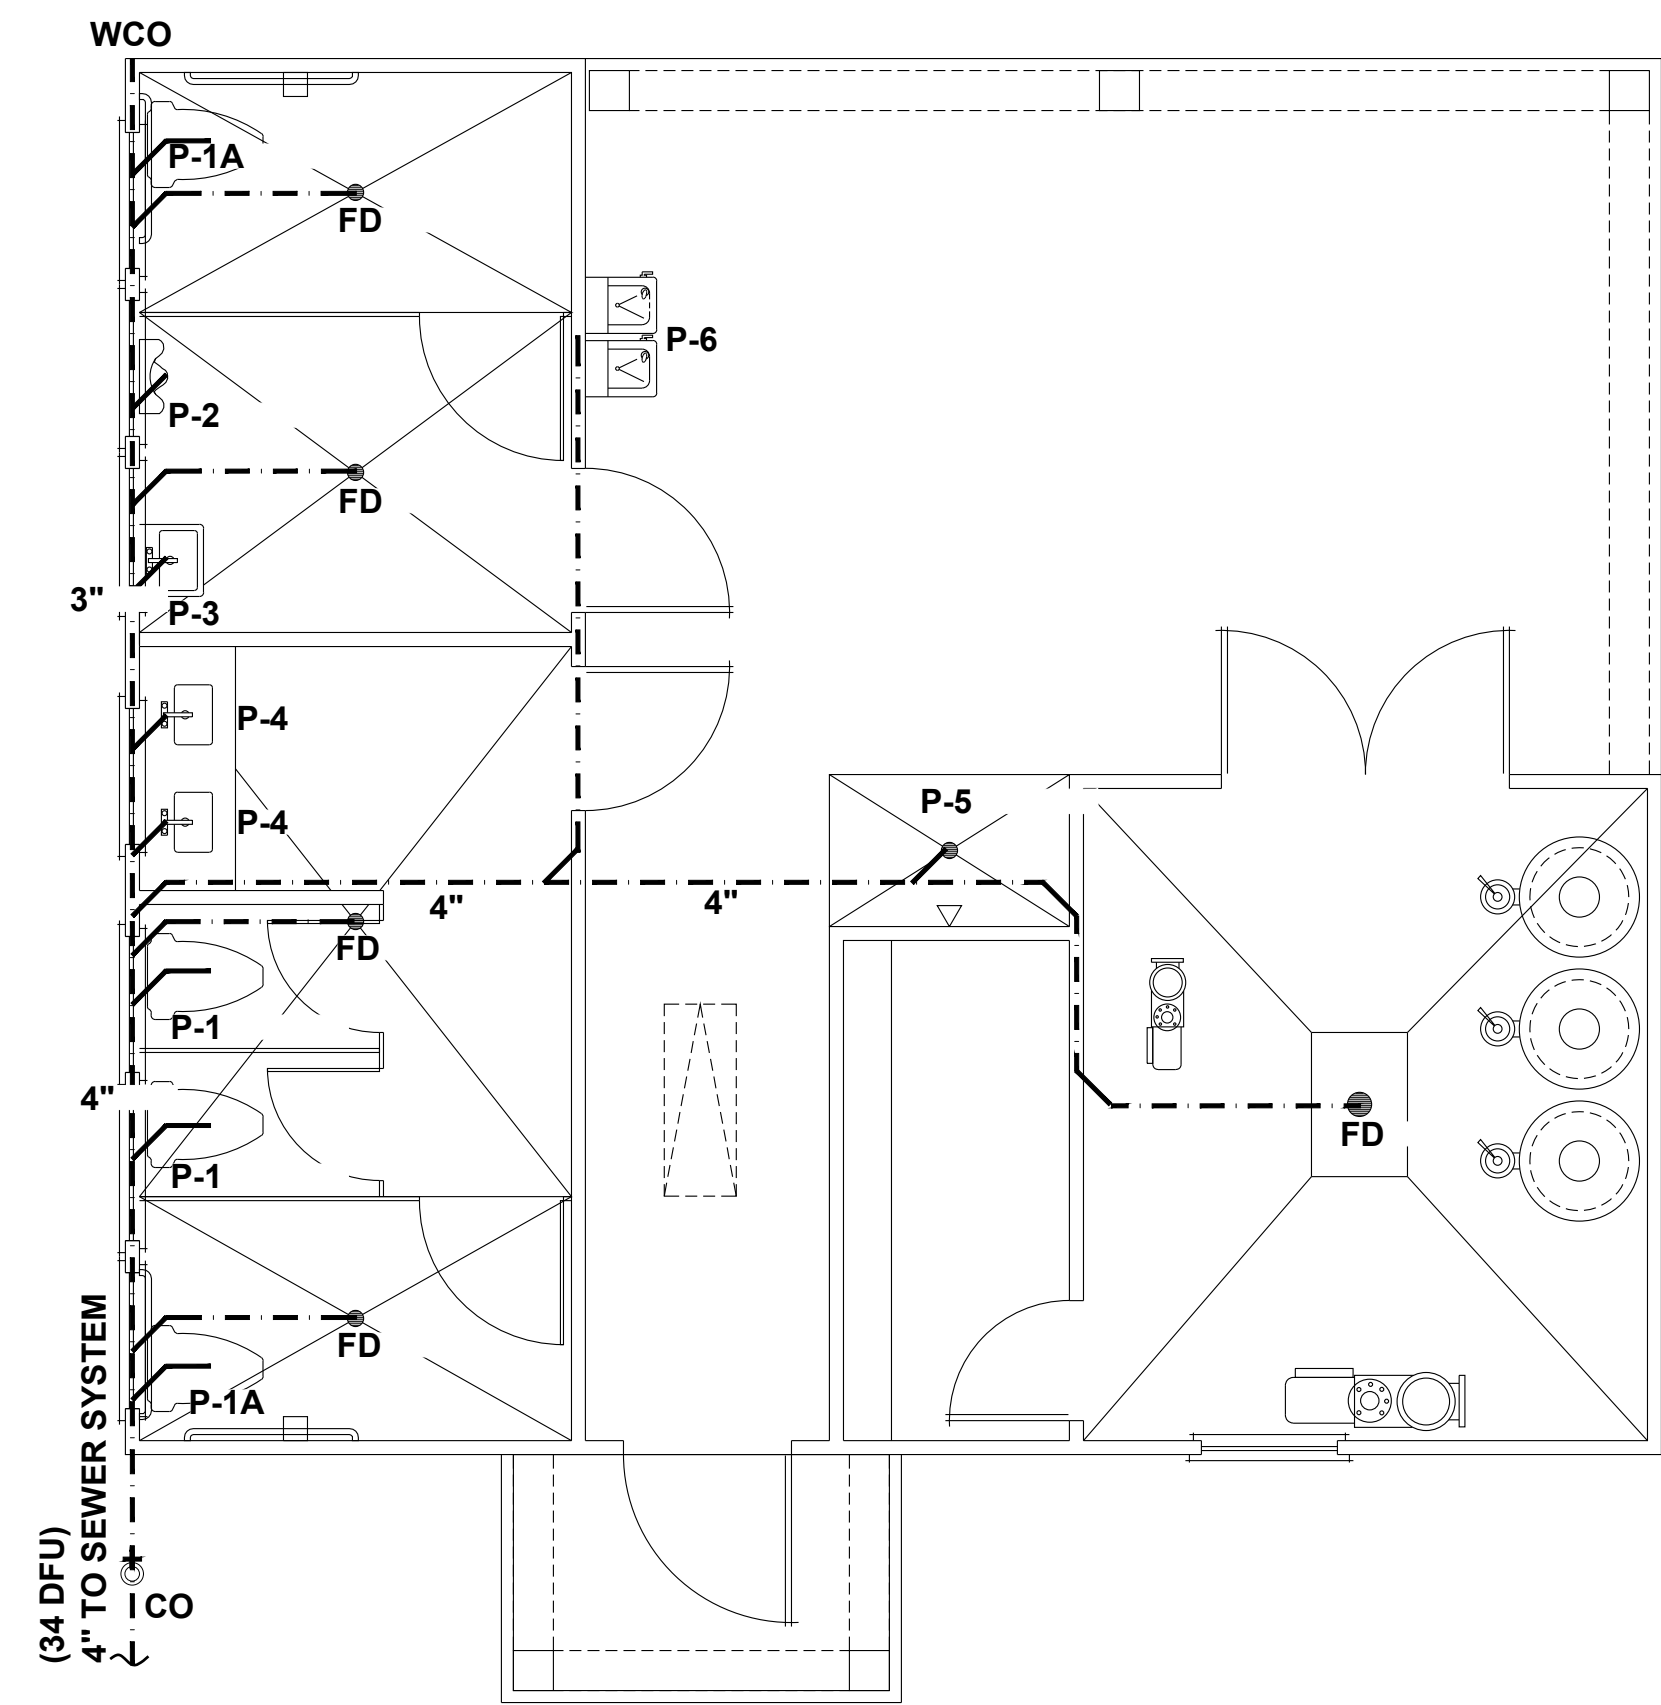 WCO
P-1A
FD
P-6
P-2
FD
3"
P-3
P-4
P-5
P-4
4"
4"
FD
P-1
4"
FD
P-1
FD
P-1A
(34 DFU)
4" TO SEWER SYSTEM
CO